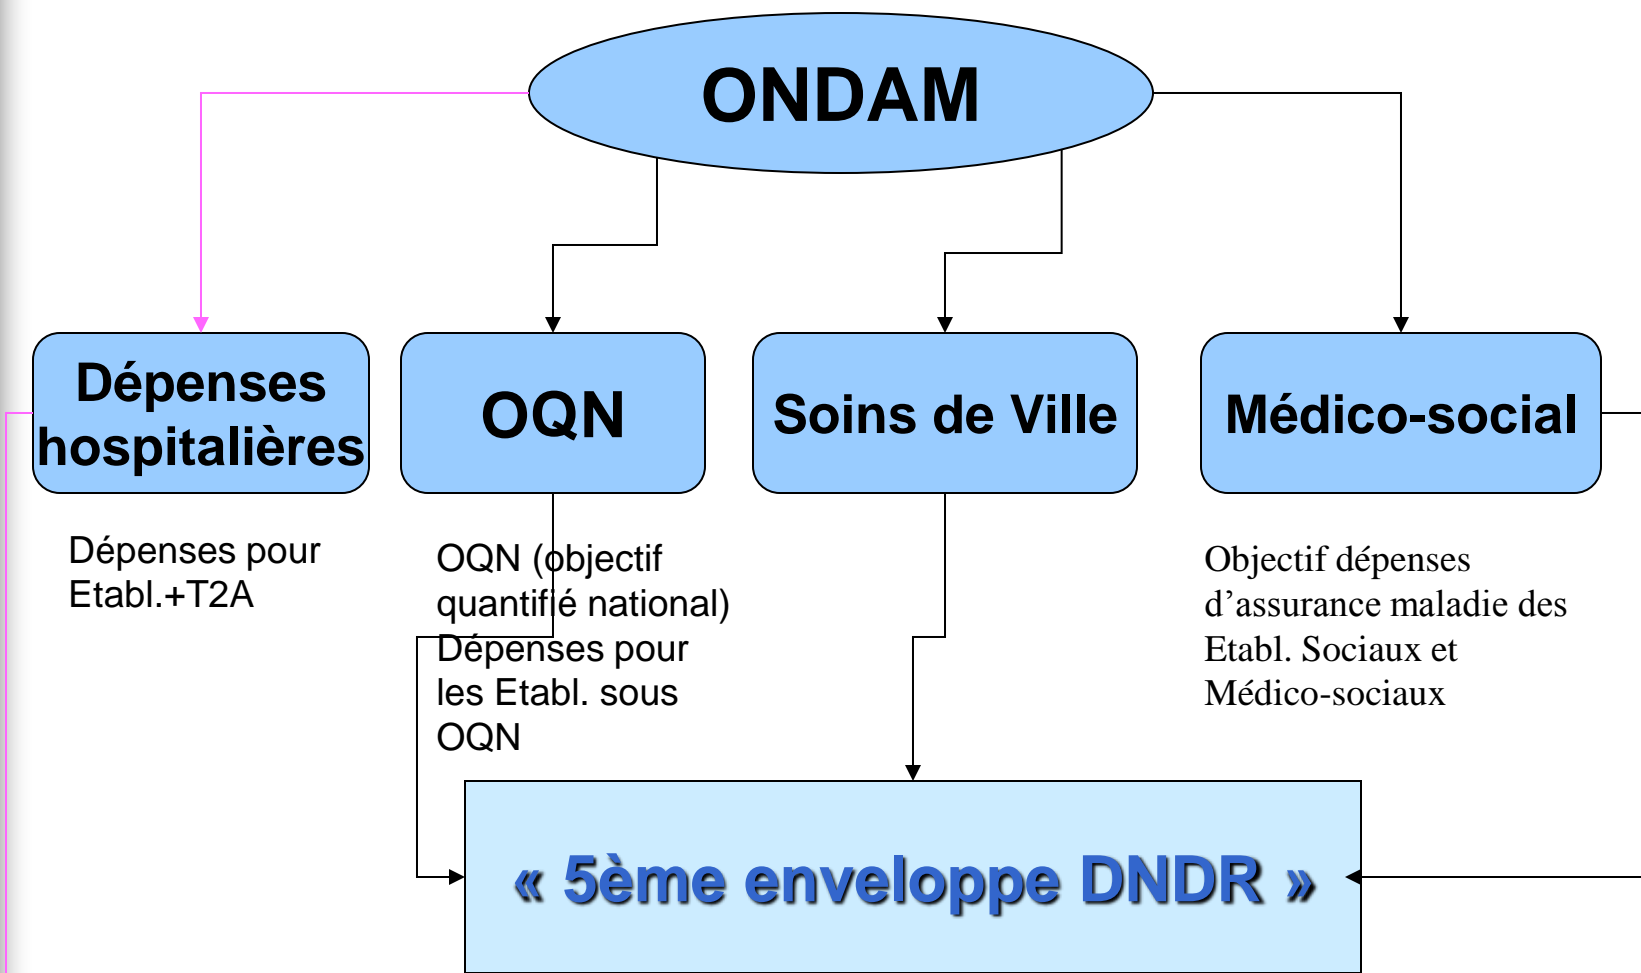 ONDAM
Dépenses
hospitalières
OQN
Soins de Ville
Médico-social
Dépenses pour
Etabl.+T2A
OQN (objectif
quantifié national)
Dépenses pour
les Etabl. sous
OQN
Objectif dépenses
d’assurance maladie des
Etabl. Sociaux et
Médico-sociaux
« 5ème enveloppe DNDR »